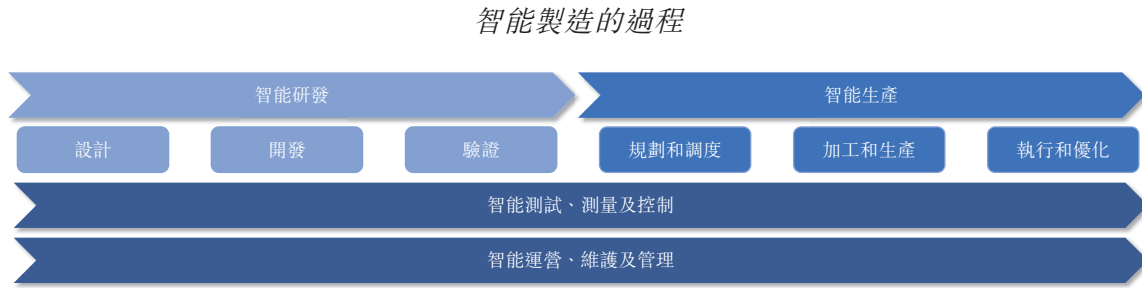 智能製造的過程
智能研發
智能生產
設計
開發
驗證
規劃和調度
加工和生產
執行和優化
智能測試、測量及控制
智能運營、維護及管理